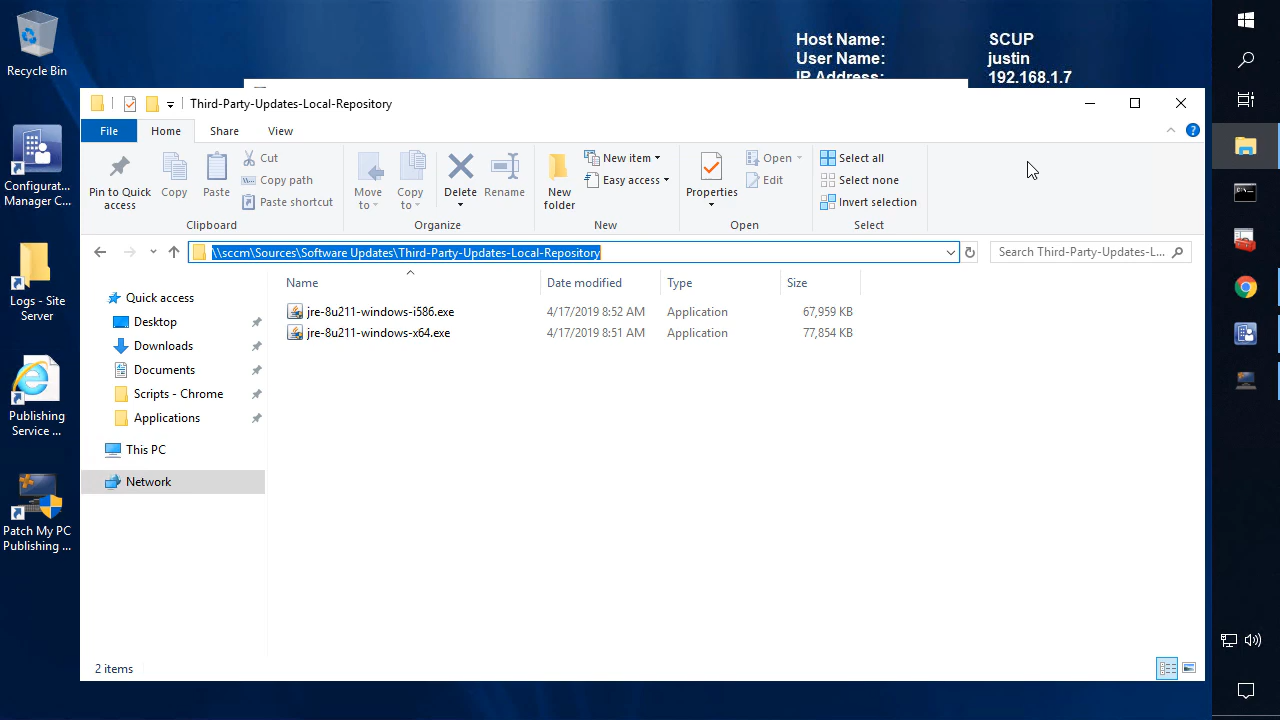 Recycle Bin
Configurat...
Manager C...
Logs - Site
Server
Publishing
Service ...
Patch My PC
Publishing ...
Host Name: SCUP
User Name: justin
IP Address: 192.168.1.7
Third-Party-Updates-Local-Repository
File Home Share View
Pin to Quick
access
Copy
Paste
Cut
Copy path
Paste shortcut
Clipboard
Move
to
Copy
to
Delete
Rename
Organize
New
folder
New item
Easy access
New
Properties
Open
Edit
Open
Select all
Select none
Invert selection
Select
\\sccm\Sources\Software Updates\Third-Party-Updates-Local-Repository
Search Third-Party-Updates-L...
Quick access
Desktop
Downloads
Documents
Scripts - Chrome
Applications
This PC
Network
Name Date modified Type Size
jre-8u211-windows-i586.exe 4/17/2019 8:52 AM Application 67,959 KB
jre-8u211-windows-x64.exe 4/17/2019 8:51 AM Application 77,854 KB
2 items